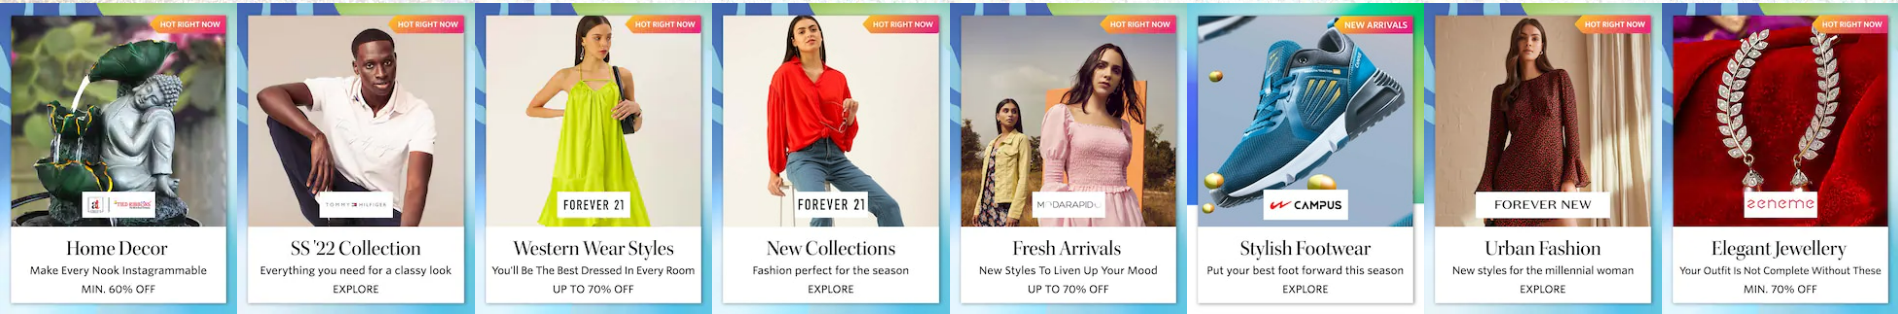 HOT RIGHT NOW
Home Decor
Make Every Nook Instagrammable
MIN. 60% OFF
HOT RIGHT NOW
TOMMY HILFIGER
SS '22 Collection
Everything you need for a classy look
EXPLORE
HOT RIGHT NOW
FOREVER 21
Western Wear Styles
You'll Be The Best Dressed In Every Room
UP TO 70% OFF
HOT RIGHT NOW
FOREVER 21
New Collections
Fashion perfect for the season
EXPLORE
HOT RIGHT NOW
Fresh Arrivals
New Styles To Liven Up Your Mood
UP TO 70% OFF
NEW ARRIVALS
CAMPUS
Stylish Footwear
Put your best foot forward this season
EXPLORE
HOT RIGHT NOW
FOREVER NEW
Urban Fashion
New styles for the millennial woman
EXPLORE
HOT RIGHT NOW
zeneme
Elegant Jewellery
Your Outfit Is Not Complete Without These
MIN. 70% OFF